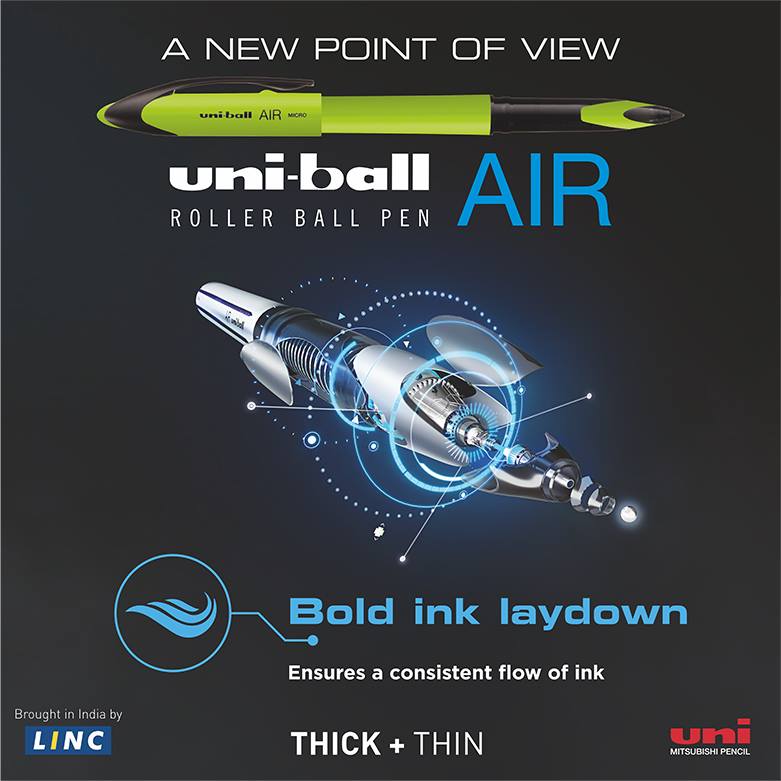 A NEW POINT OF VIEW
uni-ball AIR MICRO
uni-ball AIR
ROLLER BALL PEN
uni-ball
Bold ink laydown
Ensures a consistent flow of ink
Brought in India by
LINC
THICK + THIN
uni
MITSUBISHI PENCIL